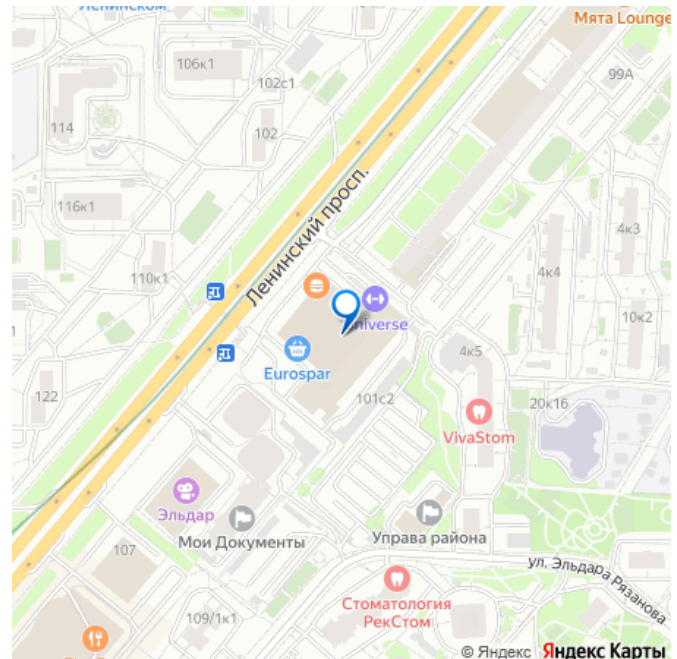 Ленинском
Мята Lounge
106к1
102с1
99А
114
102
Ленинский просп.
116к1
4к3
110к1
4к4
10к2
Universe
4к5
Eurospar
122
101с2
20к16
VivaStom
Эльдар
Мои Документы
Управа района
107
ул. Эльдара Рязанова
109/1к1
Стоматология
РекСтом
© Яндекс Яндекс Карты